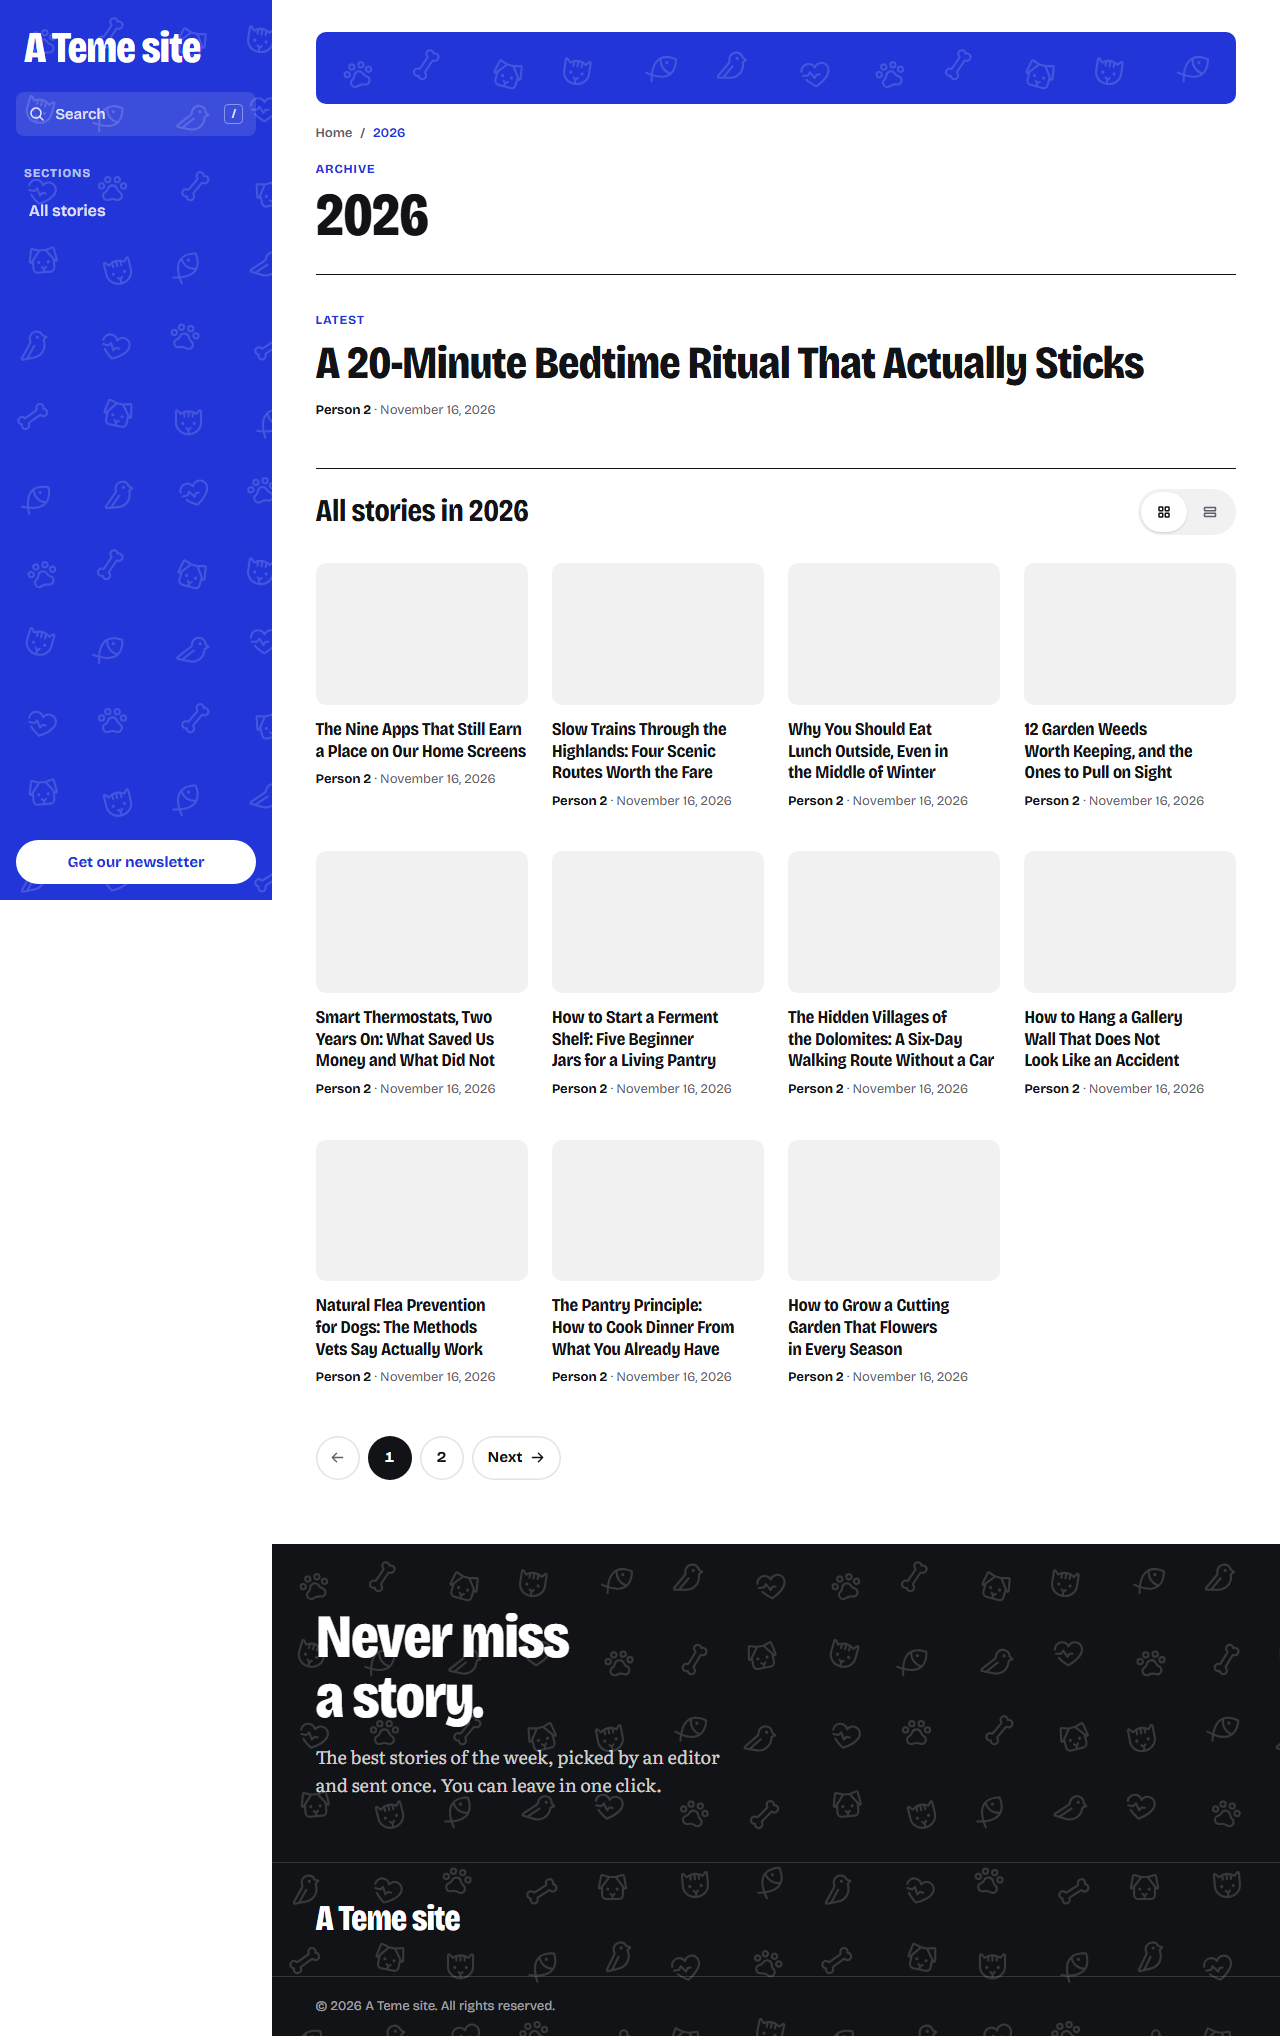 A Teme site
Search
/
SECTIONS
All stories
Get our newsletter
Home / 2026
ARCHIVE
2026
LATEST
A 20-Minute Bedtime Ritual That Actually Sticks
Person 2 · November 16, 2026
All stories in 2026
The Nine Apps That Still Earn
a Place on Our Home Screens
Person 2 · November 16, 2026
Slow Trains Through the
Highlands: Four Scenic
Routes Worth the Fare
Person 2 · November 16, 2026
Why You Should Eat
Lunch Outside, Even in
the Middle of Winter
Person 2 · November 16, 2026
12 Garden Weeds
Worth Keeping, and the
Ones to Pull on Sight
Person 2 · November 16, 2026
Smart Thermostats, Two
Years On: What Saved Us
Money and What Did Not
Person 2 · November 16, 2026
How to Start a Ferment
Shelf: Five Beginner
Jars for a Living Pantry
Person 2 · November 16, 2026
The Hidden Villages of
the Dolomites: A Six-Day
Walking Route Without a Car
Person 2 · November 16, 2026
How to Hang a Gallery
Wall That Does Not
Look Like an Accident
Person 2 · November 16, 2026
Natural Flea Prevention
for Dogs: The Methods
Vets Say Actually Work
Person 2 · November 16, 2026
The Pantry Principle:
How to Cook Dinner From
What You Already Have
Person 2 · November 16, 2026
How to Grow a Cutting
Garden That Flowers
in Every Season
Person 2 · November 16, 2026
← 1 2 Next →
Never miss
a story.
The best stories of the week, picked by an editor
and sent once. You can leave in one click.
A Teme site
© 2026 A Teme site. All rights reserved.